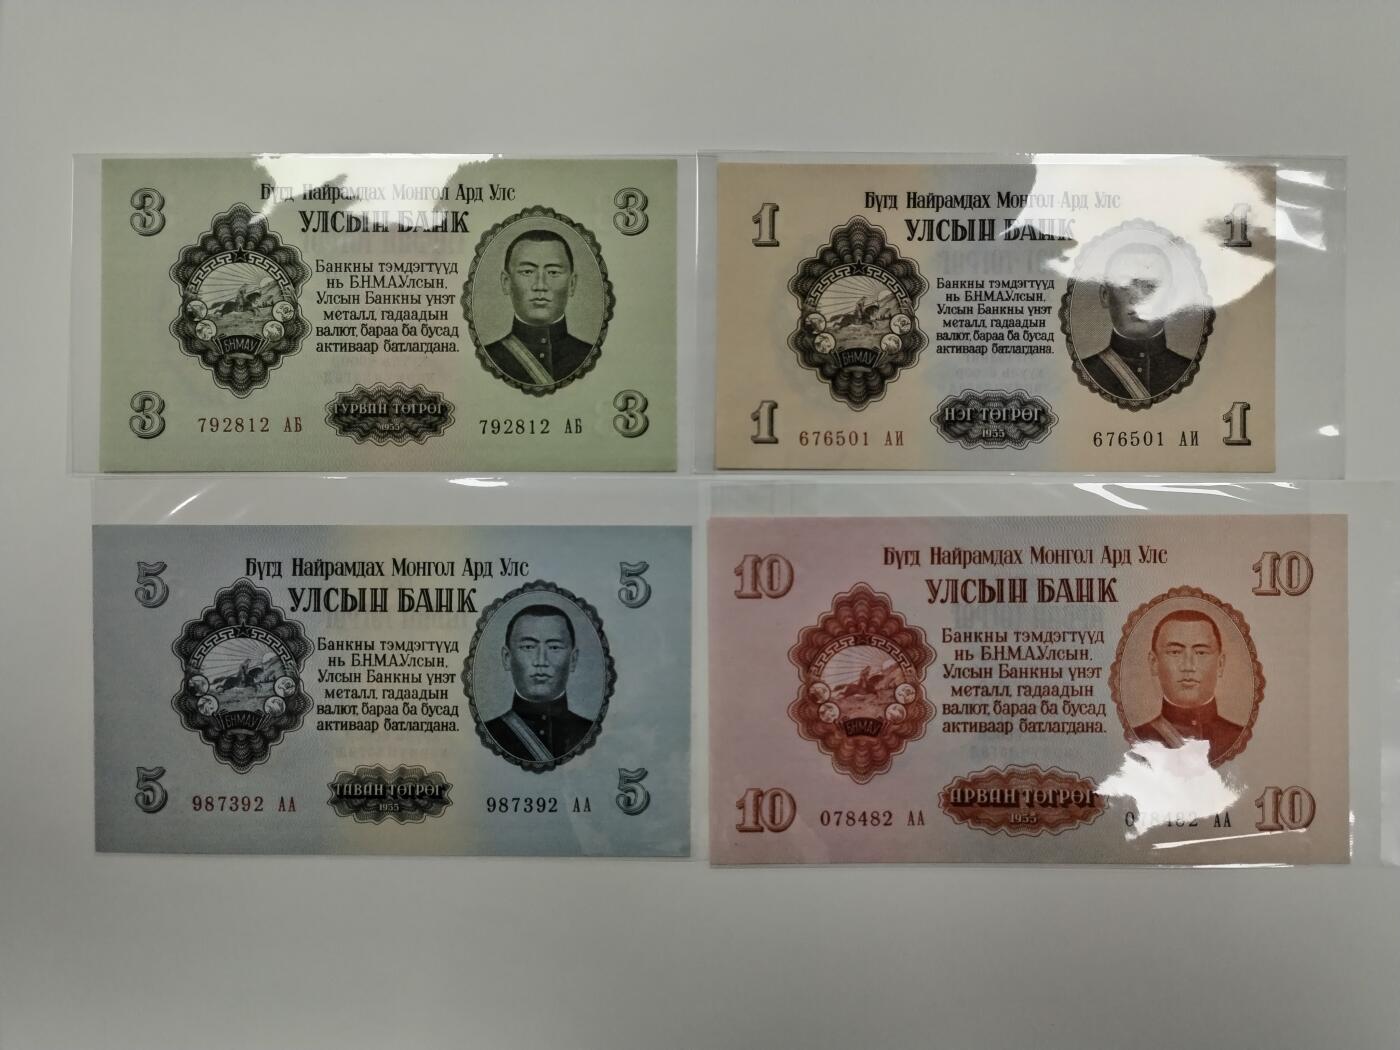 3 Бүгд Найрамдах Монгол Ард Улс 3
УЛСЫН БАНК
Банкны тэмдэгтүүд
нь Б.Н.М.А.Улсын,
Улсын Банкны үнэт
металл, гадаадын
валют, бараа ба бусад
активаар батлагдана.
БНМАУ
3 792812 АБ ГУРВАН ТӨГРӨГ 792812 АБ 3
1955
1 Бүгд Найрамдах Монгол Ард Улс 1
УЛСЫН БАНК
Банкны тэмдэгтүүд
нь Б.Н.М.А.Улсын,
Улсын Банкны үнэт
металл, гадаадын
валют, бараа ба бусад
активаар батлагдана.
БНМАУ
1 676501 АИ НЭГ ТӨГРӨГ 676501 АИ 1
1955
5 Бүгд Найрамдах Монгол Ард Улс 5
УЛСЫН БАНК
Банкны тэмдэгтүүд
нь Б.Н.М.А.Улсын,
Улсын Банкны үнэт
металл, гадаадын
валют, бараа ба бусад
активаар батлагдана.
БНМАУ
5 987392 АА ТАВАН ТӨГРӨГ 987392 АА 5
1955
10 Бүгд Найрамдах Монгол Ард Улс 10
УЛСЫН БАНК
Банкны тэмдэгтүүд
нь Б.Н.М.А.Улсын,
Улсын Банкны үнэт
металл, гадаадын
валют, бараа ба бусад
активаар батлагдана.
БНМАУ
10 078482 АА АРВАН ТӨГРӨГ 078482 АА 10
1955